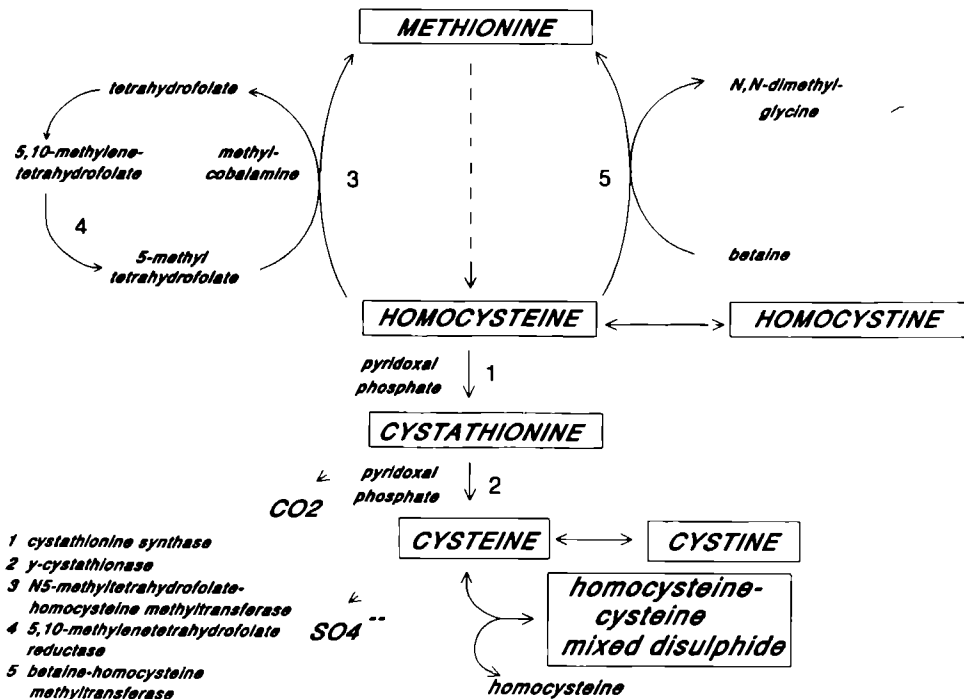 METHIONINE
tetrahydrofolate
N,N-dimethyl-
glycine
5,10-methylene-
tetrahydrofolate
methyl-
cobalamine
3
5
4
5-methyl
tetrahydrofolate
betaine
HOMOCYSTEINE
HOMOCYSTINE
pyridoxal
phosphate
1
CYSTATHIONINE
pyridoxal
phosphate
2
CO2
CYSTEINE
CYSTINE
1 cystathionine synthase
2 y-cystathionase
3 N5-methyltetrahydrofolate-
homocysteine methyltransferase
4 5,10-methylenetetrahydrofolate
reductase
5 betaine-homocysteine
methyltransferase
SO4--
homocysteine-
cysteine
mixed disulphide
homocysteine